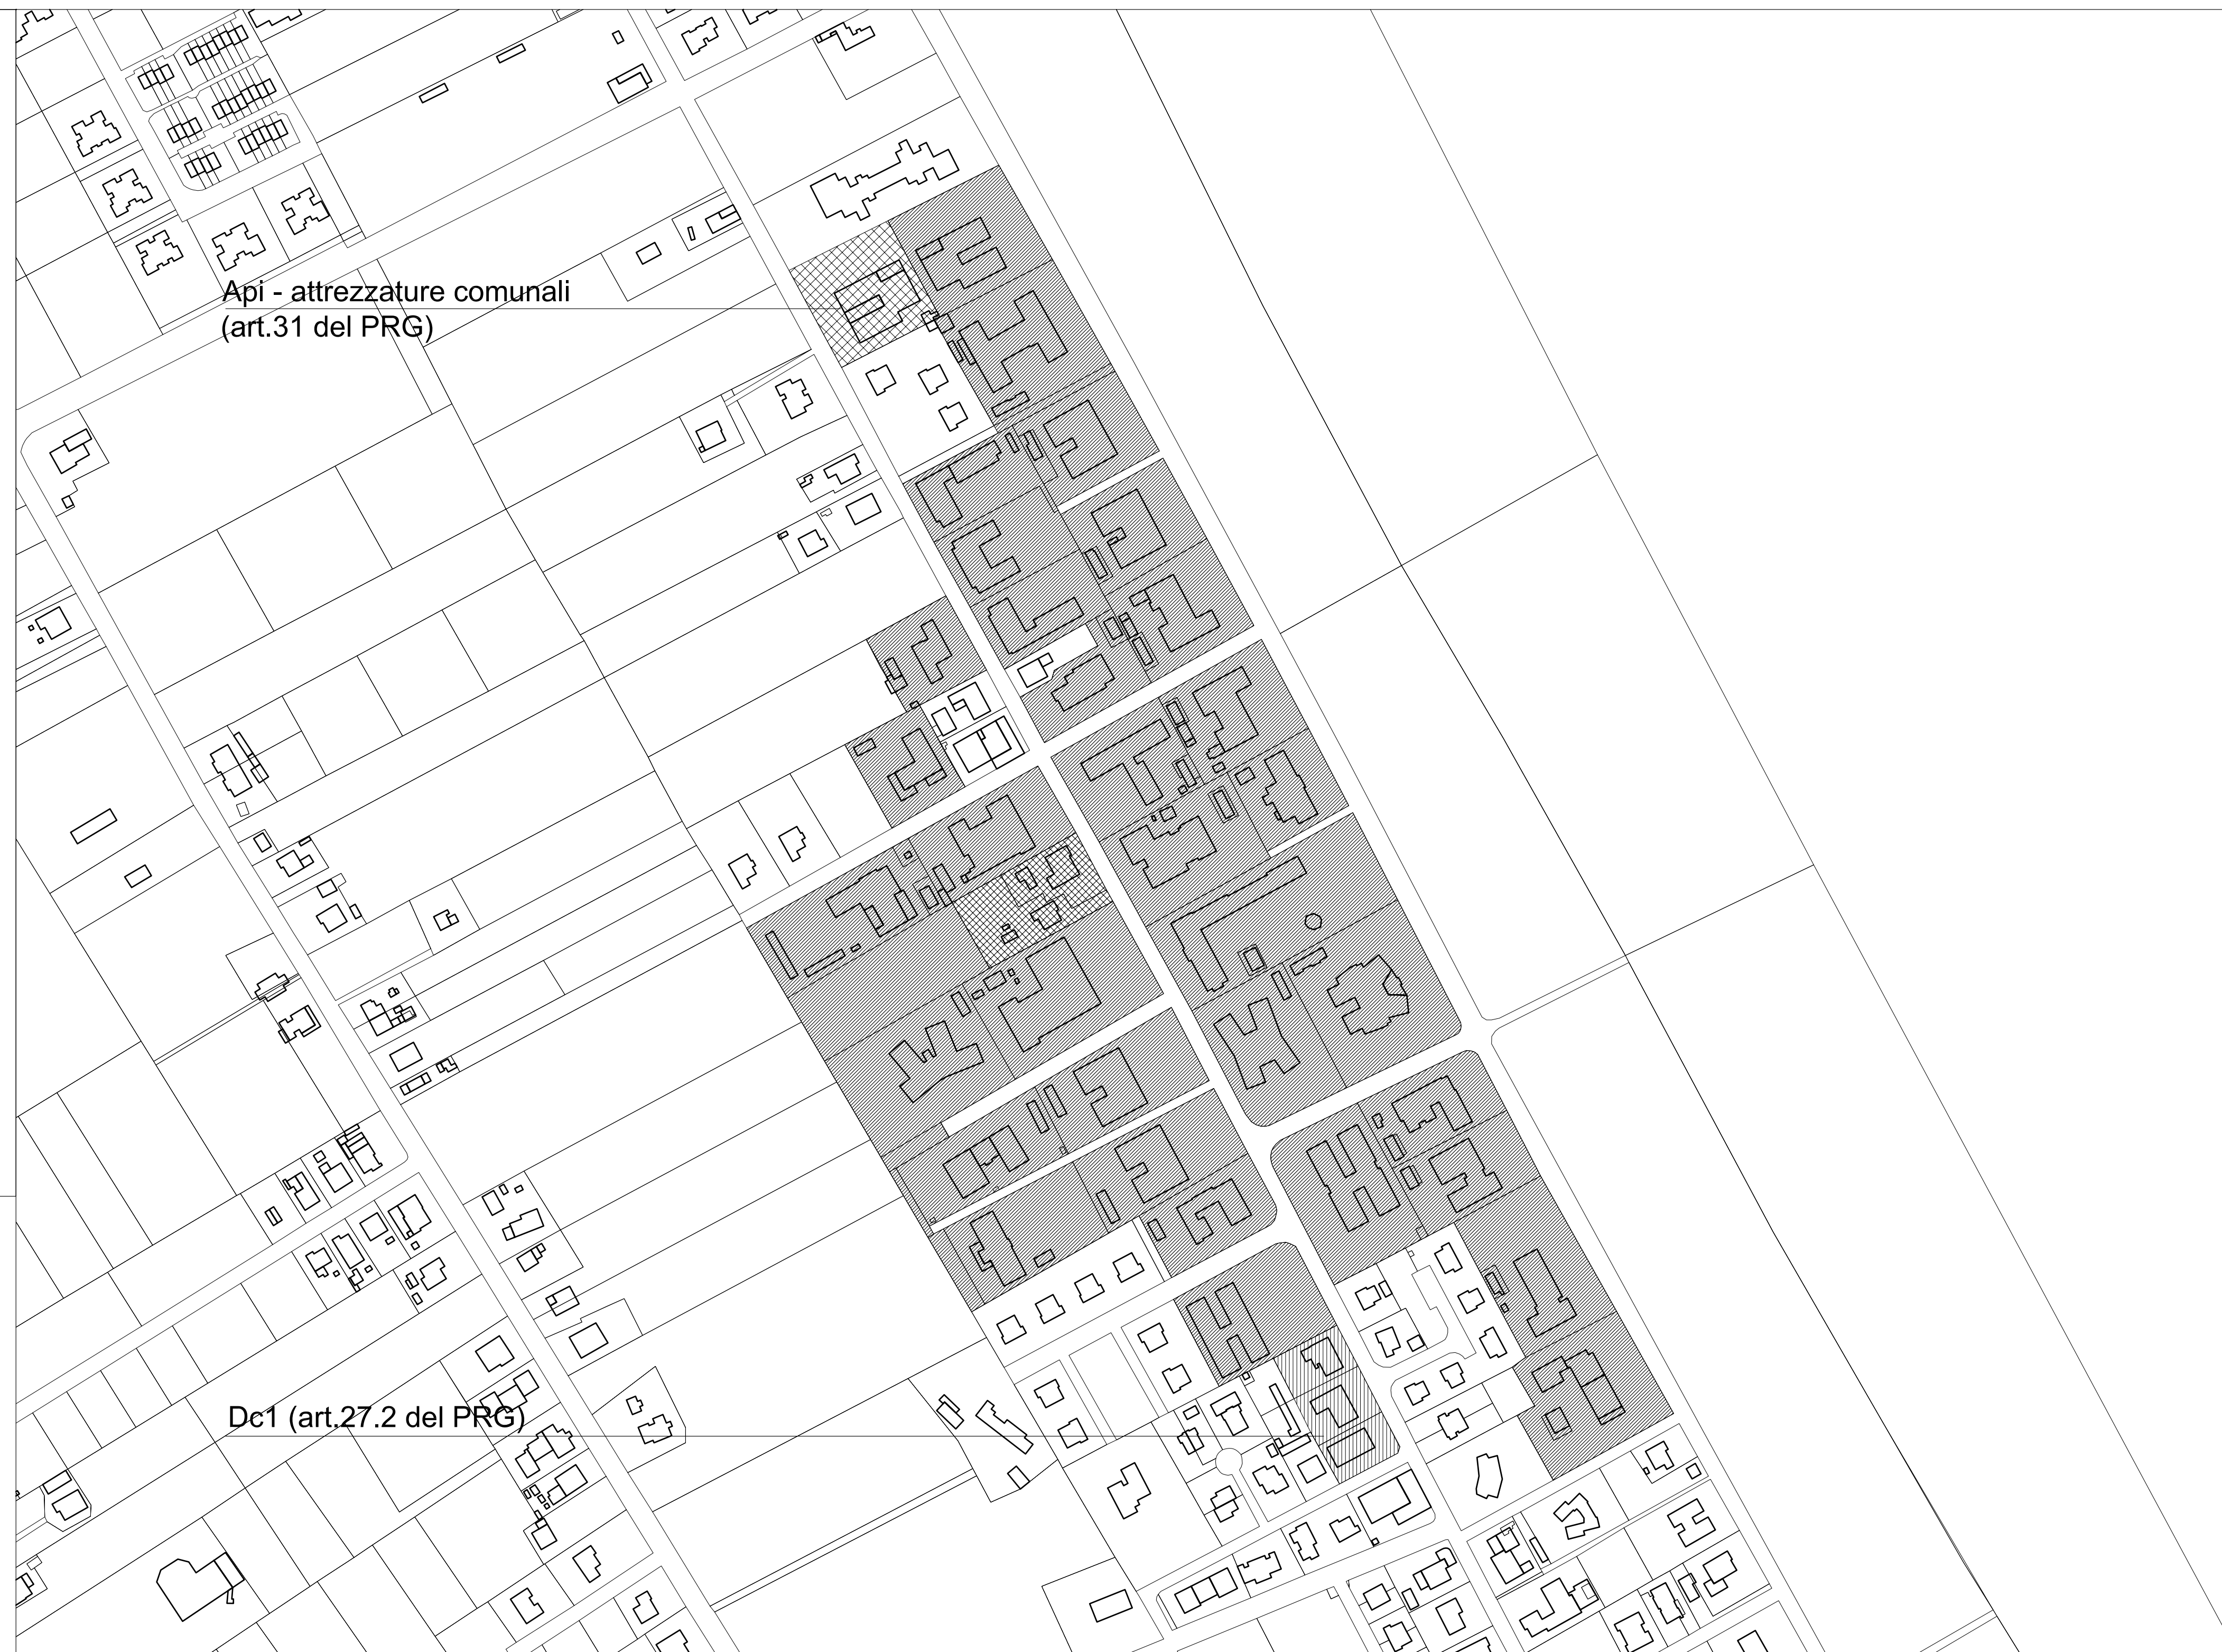 Api - attrezzature comunali
(art.31 del PRG)
Dc1 (art.27.2 del PRG)